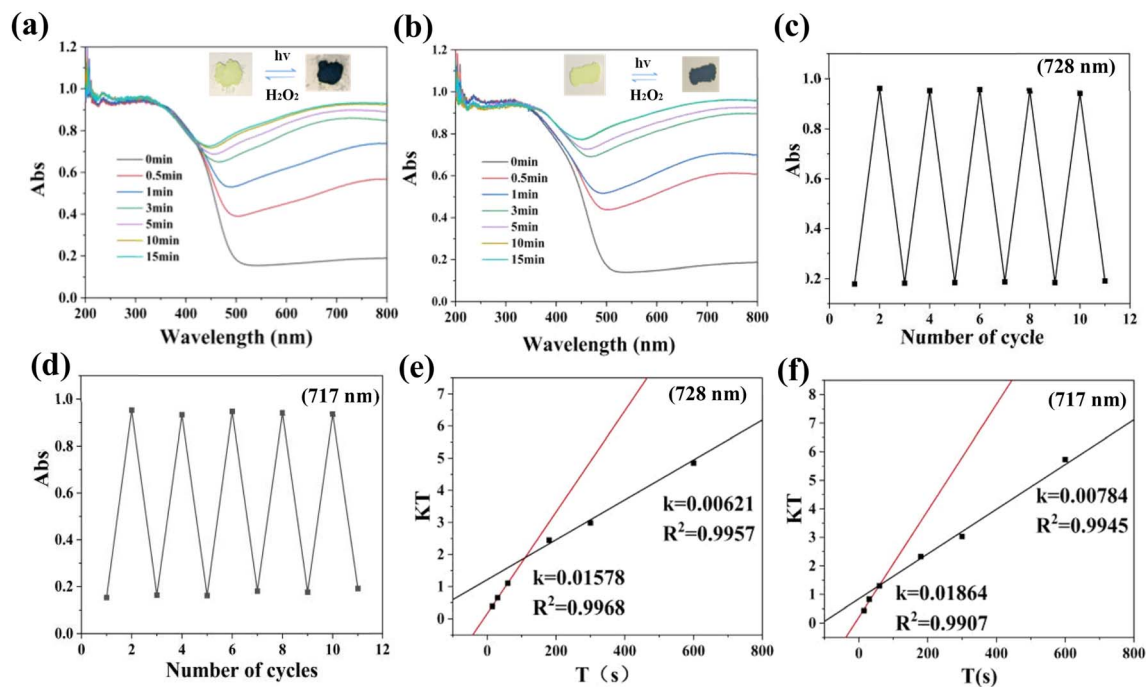 (a)
1.2
1.0
0.8
0.6
0.4
0.2
0.0
Abs
hv
H₂O₂
0min
0.5min
1min
3min
5min
10min
15min
200 300 400 500 600 700 800
Wavelength (nm)
(b)
1.2
1.0
0.8
0.6
0.4
0.2
0.0
Abs
hv
H₂O₂
0min
0.5min
1min
3min
5min
10min
15min
200 300 400 500 600 700 800
Wavelength (nm)
(c)
(728 nm)
1.0
0.8
0.6
0.4
0.2
Abs
0 2 4 6 8 10 12
Number of cycle
(d)
(717 nm)
1.0
0.8
0.6
0.4
0.2
0.0
Abs
0 2 4 6 8 10 12
Number of cycles
(e)
(728 nm)
7
6
5
4
3
2
1
0
KT
k=0.00621
R²=0.9957
k=0.01578
R²=0.9968
0 200 400 600 800
T（s）
(f)
(717 nm)
8
7
6
5
4
3
2
1
0
KT
k=0.00784
R²=0.9945
k=0.01864
R²=0.9907
0 200 400 600 800
T(s)